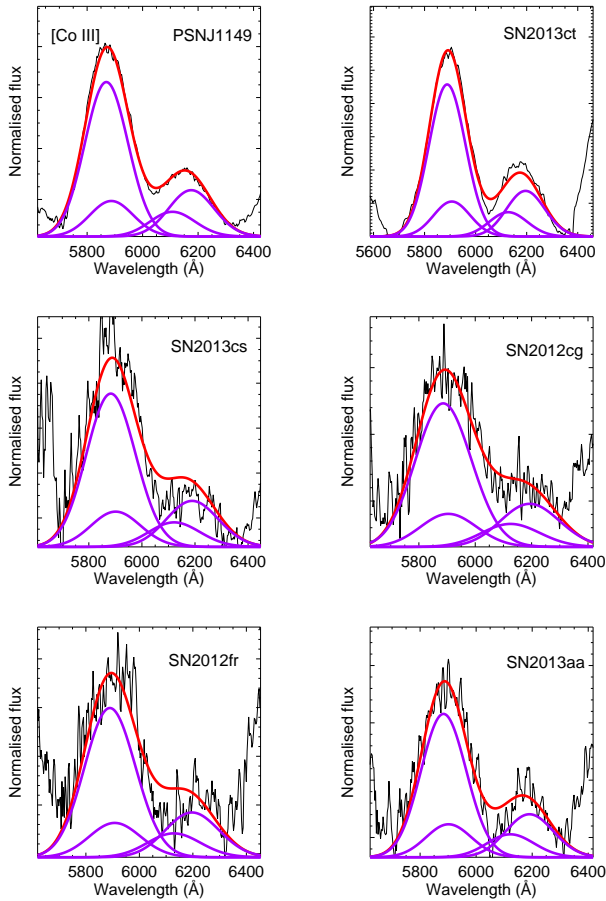 [Co III] PSNJ1149
Normalised flux
5800 6000 6200 6400
Wavelength (Å)
SN2013ct
Normalised flux
5600 5800 6000 6200 6400
Wavelength (Å)
SN2013cs
Normalised flux
5800 6000 6200 6400
Wavelength (Å)
SN2012cg
Normalised flux
5800 6000 6200 6400
Wavelength (Å)
SN2012fr
Normalised flux
5800 6000 6200 6400
Wavelength (Å)
SN2013aa
Normalised flux
5800 6000 6200 6400
Wavelength (Å)